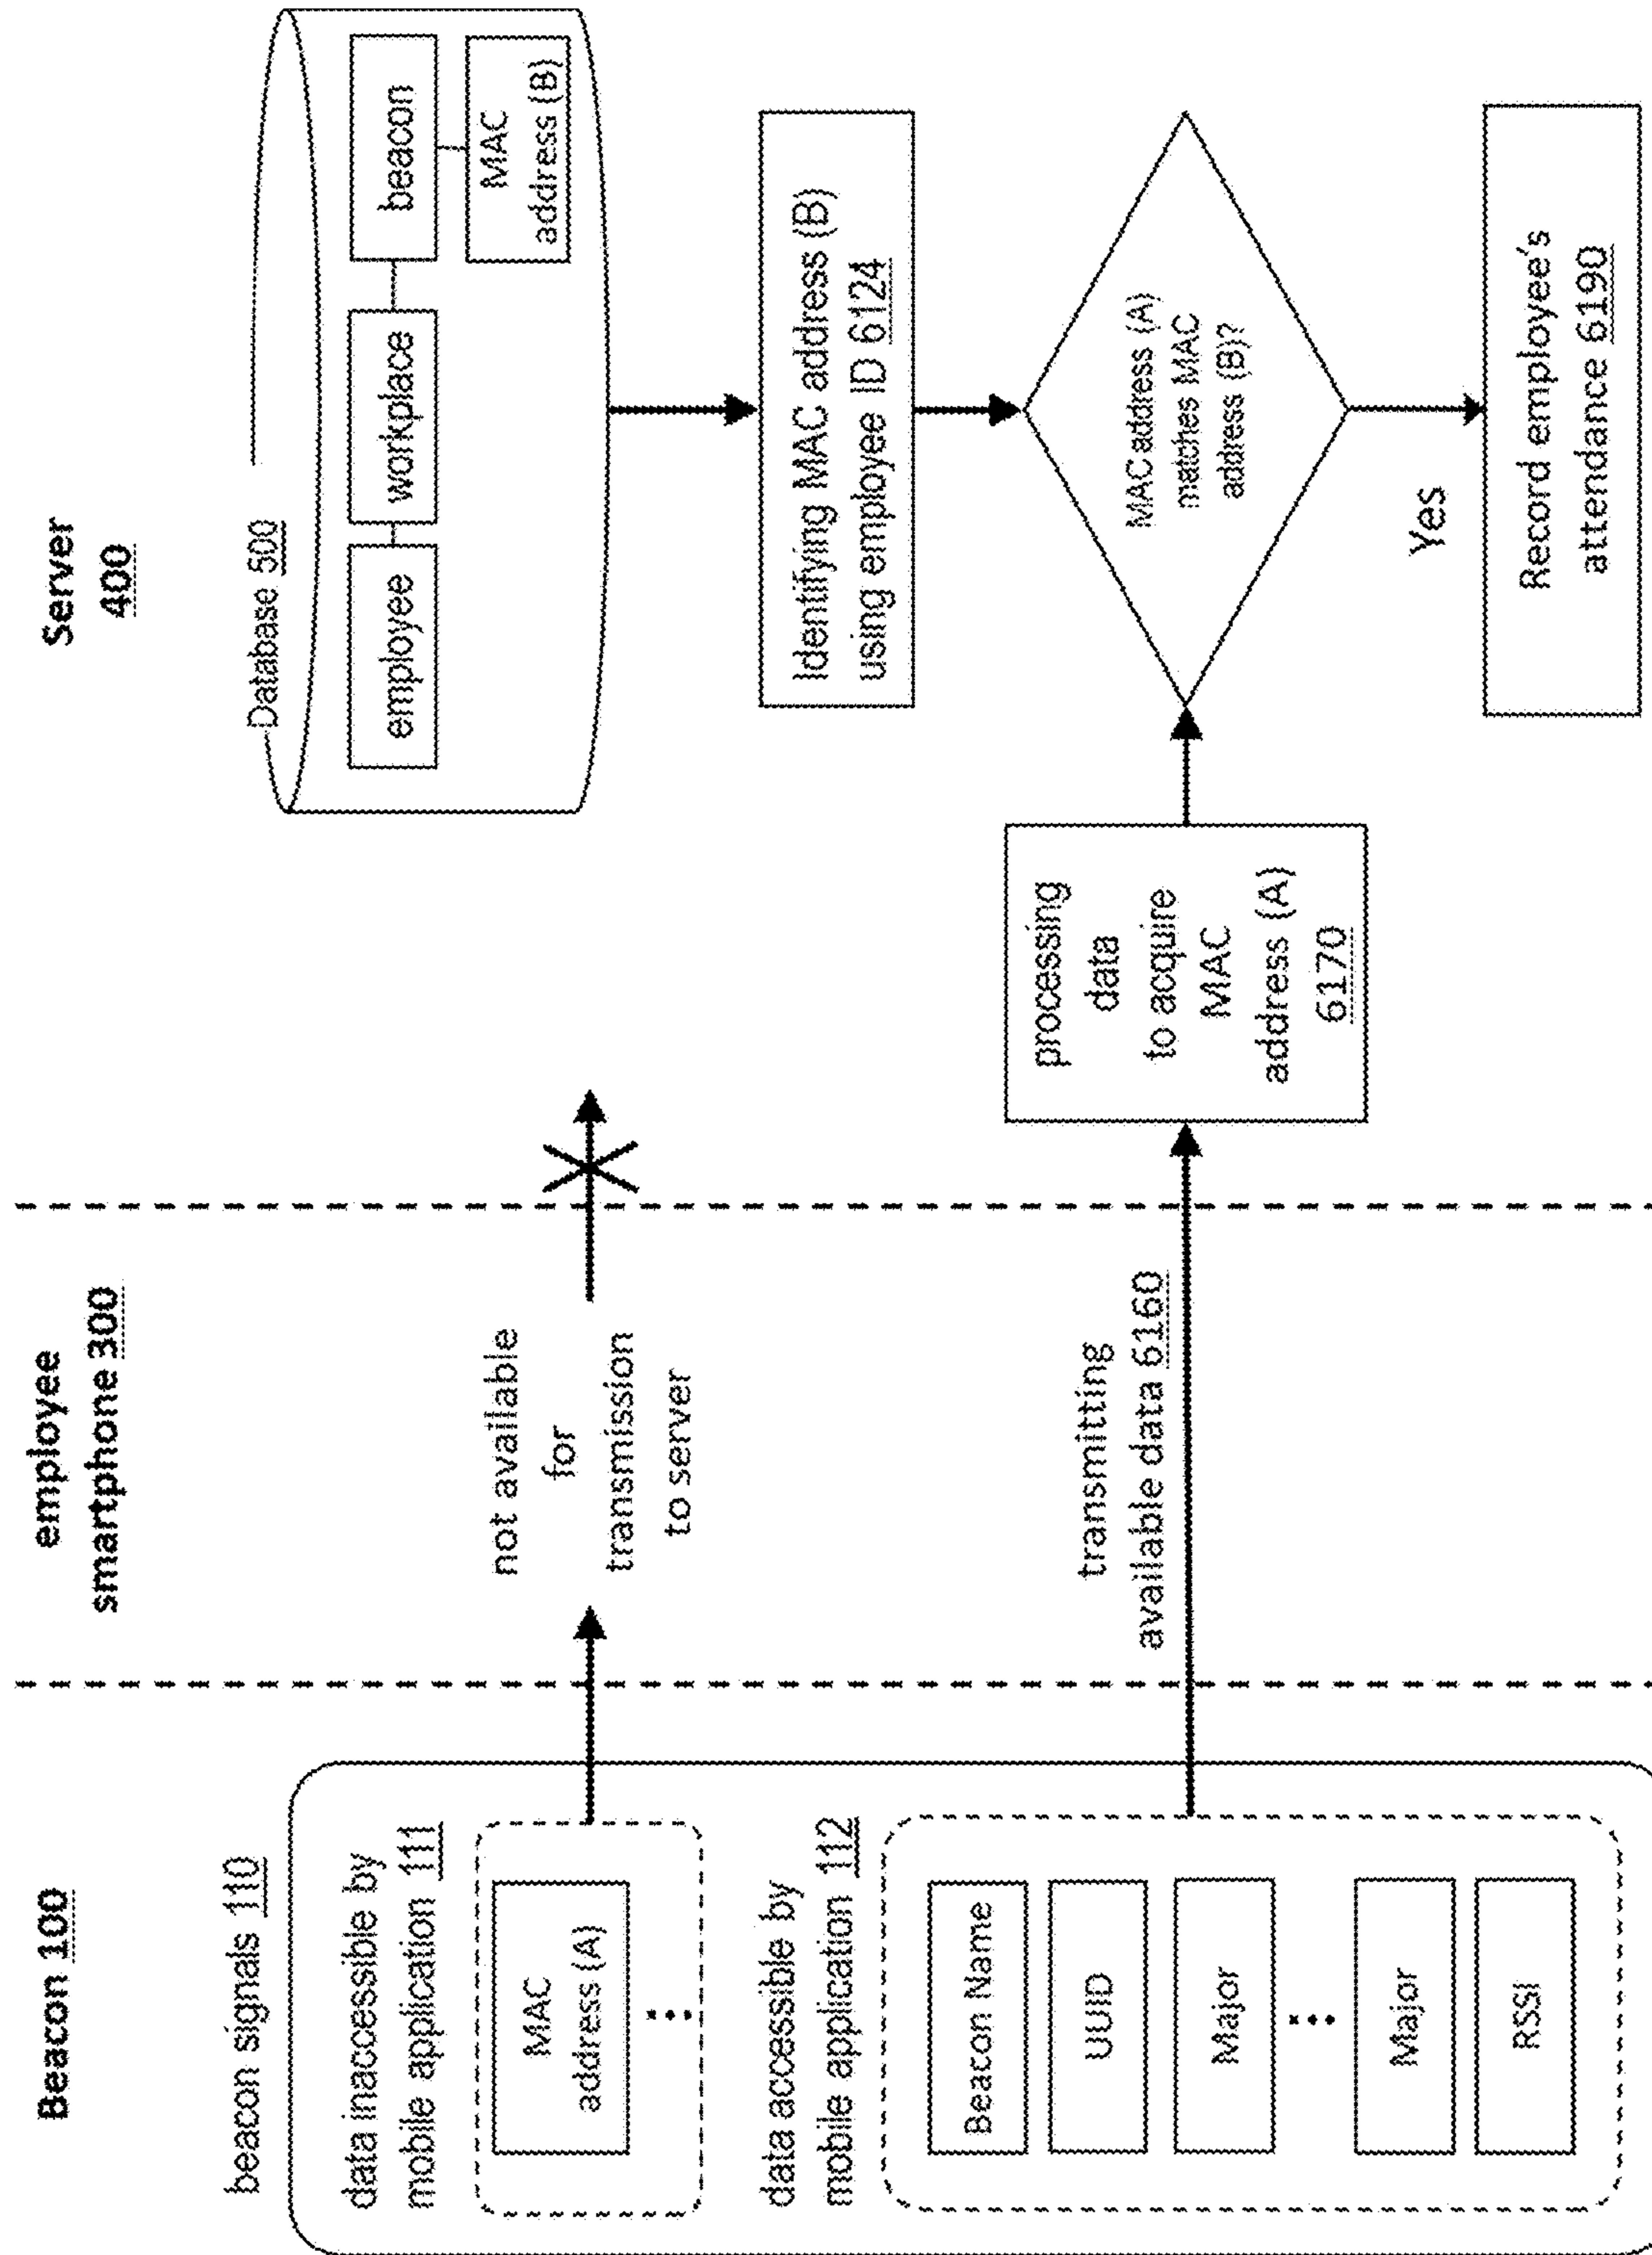 Beacon 100
beacon signals 110
data inaccessible by
mobile application 111
MAC
address (A)
data accessible by
mobile application 112
Beacon Name
UUID
Major
Major
RSSI
employee
smartphone 300
not available
for
transmission
to server
transmitting
available data 6160
Server
400
Database 500
employee
workplace
beacon
MAC
address (B)
Identifying MAC address (B)
using employee ID 6124
processing
data
to acquire
MAC
address (A)
6170
MAC address (A)
matches MAC
address (B)?
Yes
Record employee's
attendance 6190